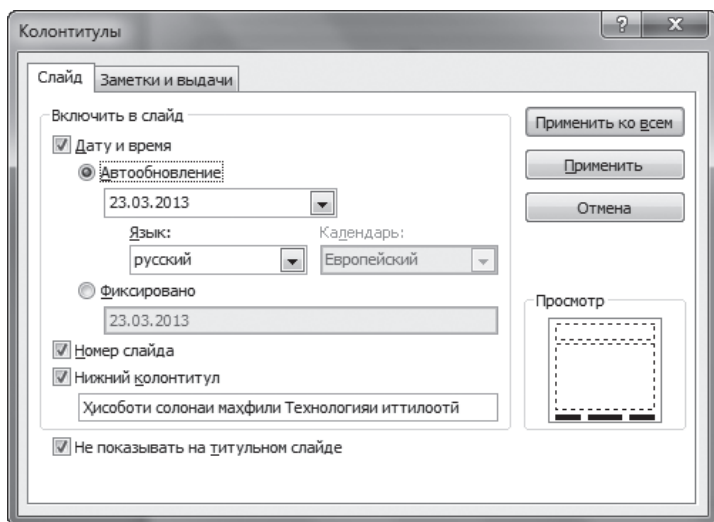 Колонтитулы
Слайд Заметки и выдачи
Включить в слайд
Дату и время
Автообновление
23.03.2013
Язык: Календарь:
русский Европейский
Фиксировано
23.03.2013
Номер слайда
Нижний колонтитул
Ҳисоботи солонаи махфили Технологияи иттилоотӣ
Не показывать на титульном слайде
Применить ко всем
Применить
Отмена
Просмотр